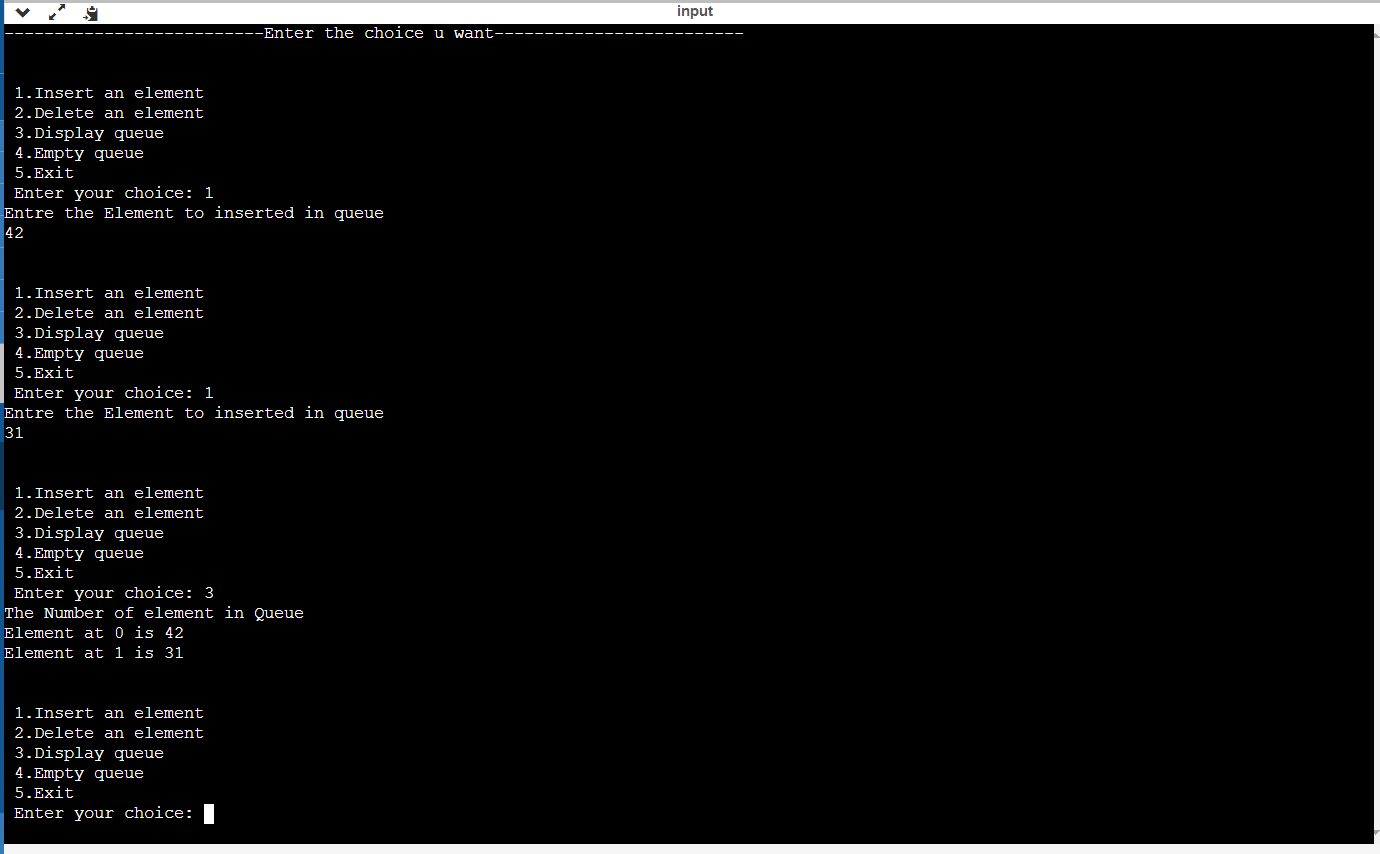 input
--------------------------Enter the choice u want-------------------------
1.Insert an element
2.Delete an element
3.Display queue
4.Empty queue
5.Exit
Enter your choice: 1
Entre the Element to inserted in queue
42
1.Insert an element
2.Delete an element
3.Display queue
4.Empty queue
5.Exit
Enter your choice: 1
Entre the Element to inserted in queue
31
1.Insert an element
2.Delete an element
3.Display queue
4.Empty queue
5.Exit
Enter your choice: 3
The Number of element in Queue
Element at 0 is 42
Element at 1 is 31
1.Insert an element
2.Delete an element
3.Display queue
4.Empty queue
5.Exit
Enter your choice: